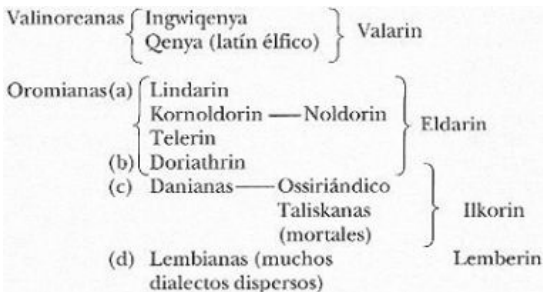 Valinoreanas Ingwiqenya
Qenya (latín élfico) Valarin
Oromianas (a) Lindarin
Kornoldorin — Noldorin
Telerin Eldarin
(b) Doriathrin
(c) Danianas — Ossiriándico
Taliskanas Ilkorin
(mortales)
(d) Lembianas (muchos Lemberin
dialectos dispersos)